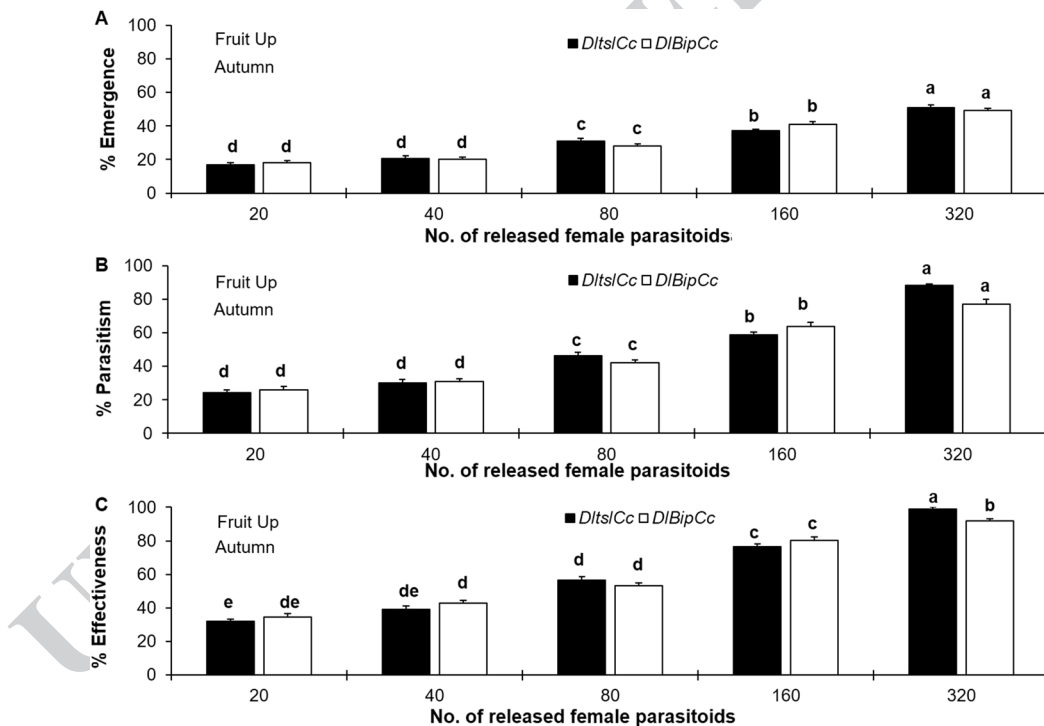 A
% Emergence
100
80
60
40
20
0
Fruit Up
Autumn
■ DltslCc □ DlBipCc
d d d d c c b b a a
20 40 80 160 320
No. of released female parasitoids
B
% Parasitism
100
80
60
40
20
0
Fruit Up
Autumn
■ DltslCc □ DlBipCc
d d d d c c b b a a
20 40 80 160 320
No. of released female parasitoids
C
% Effectiveness
100
80
60
40
20
0
Fruit Up
Autumn
■ DltslCc □ DlBipCc
e de de d d d c c a b
20 40 80 160 320
No. of released female parasitoids